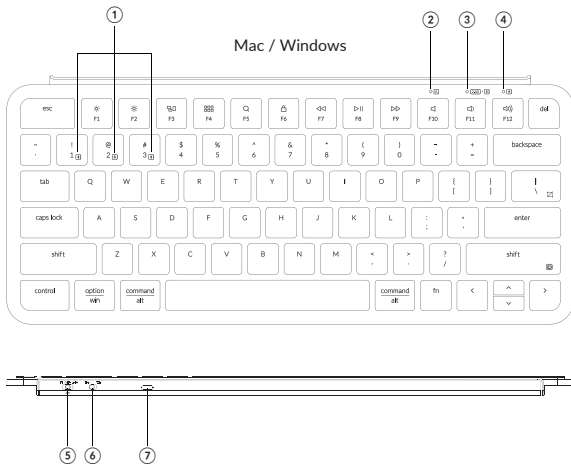 ① ② ③ ④
Mac / Windows
A
esc F1 F2 F3 F4 F5 F6 F7 F8 F9 F10 F11 F12 del
~ ! @ # $ % ^ & * ( ) - + backspace
1 2 3 4 5 6 7 8 9 0 - =
tab Q W E R T Y U I O P { } |
[ ] \
caps lock A S D F G H J K L : enter
;
shift Z X C V B N M < > ? shift
, . /
control option command command fn < ^ >
win alt alt v
⑤ ⑥ ⑦